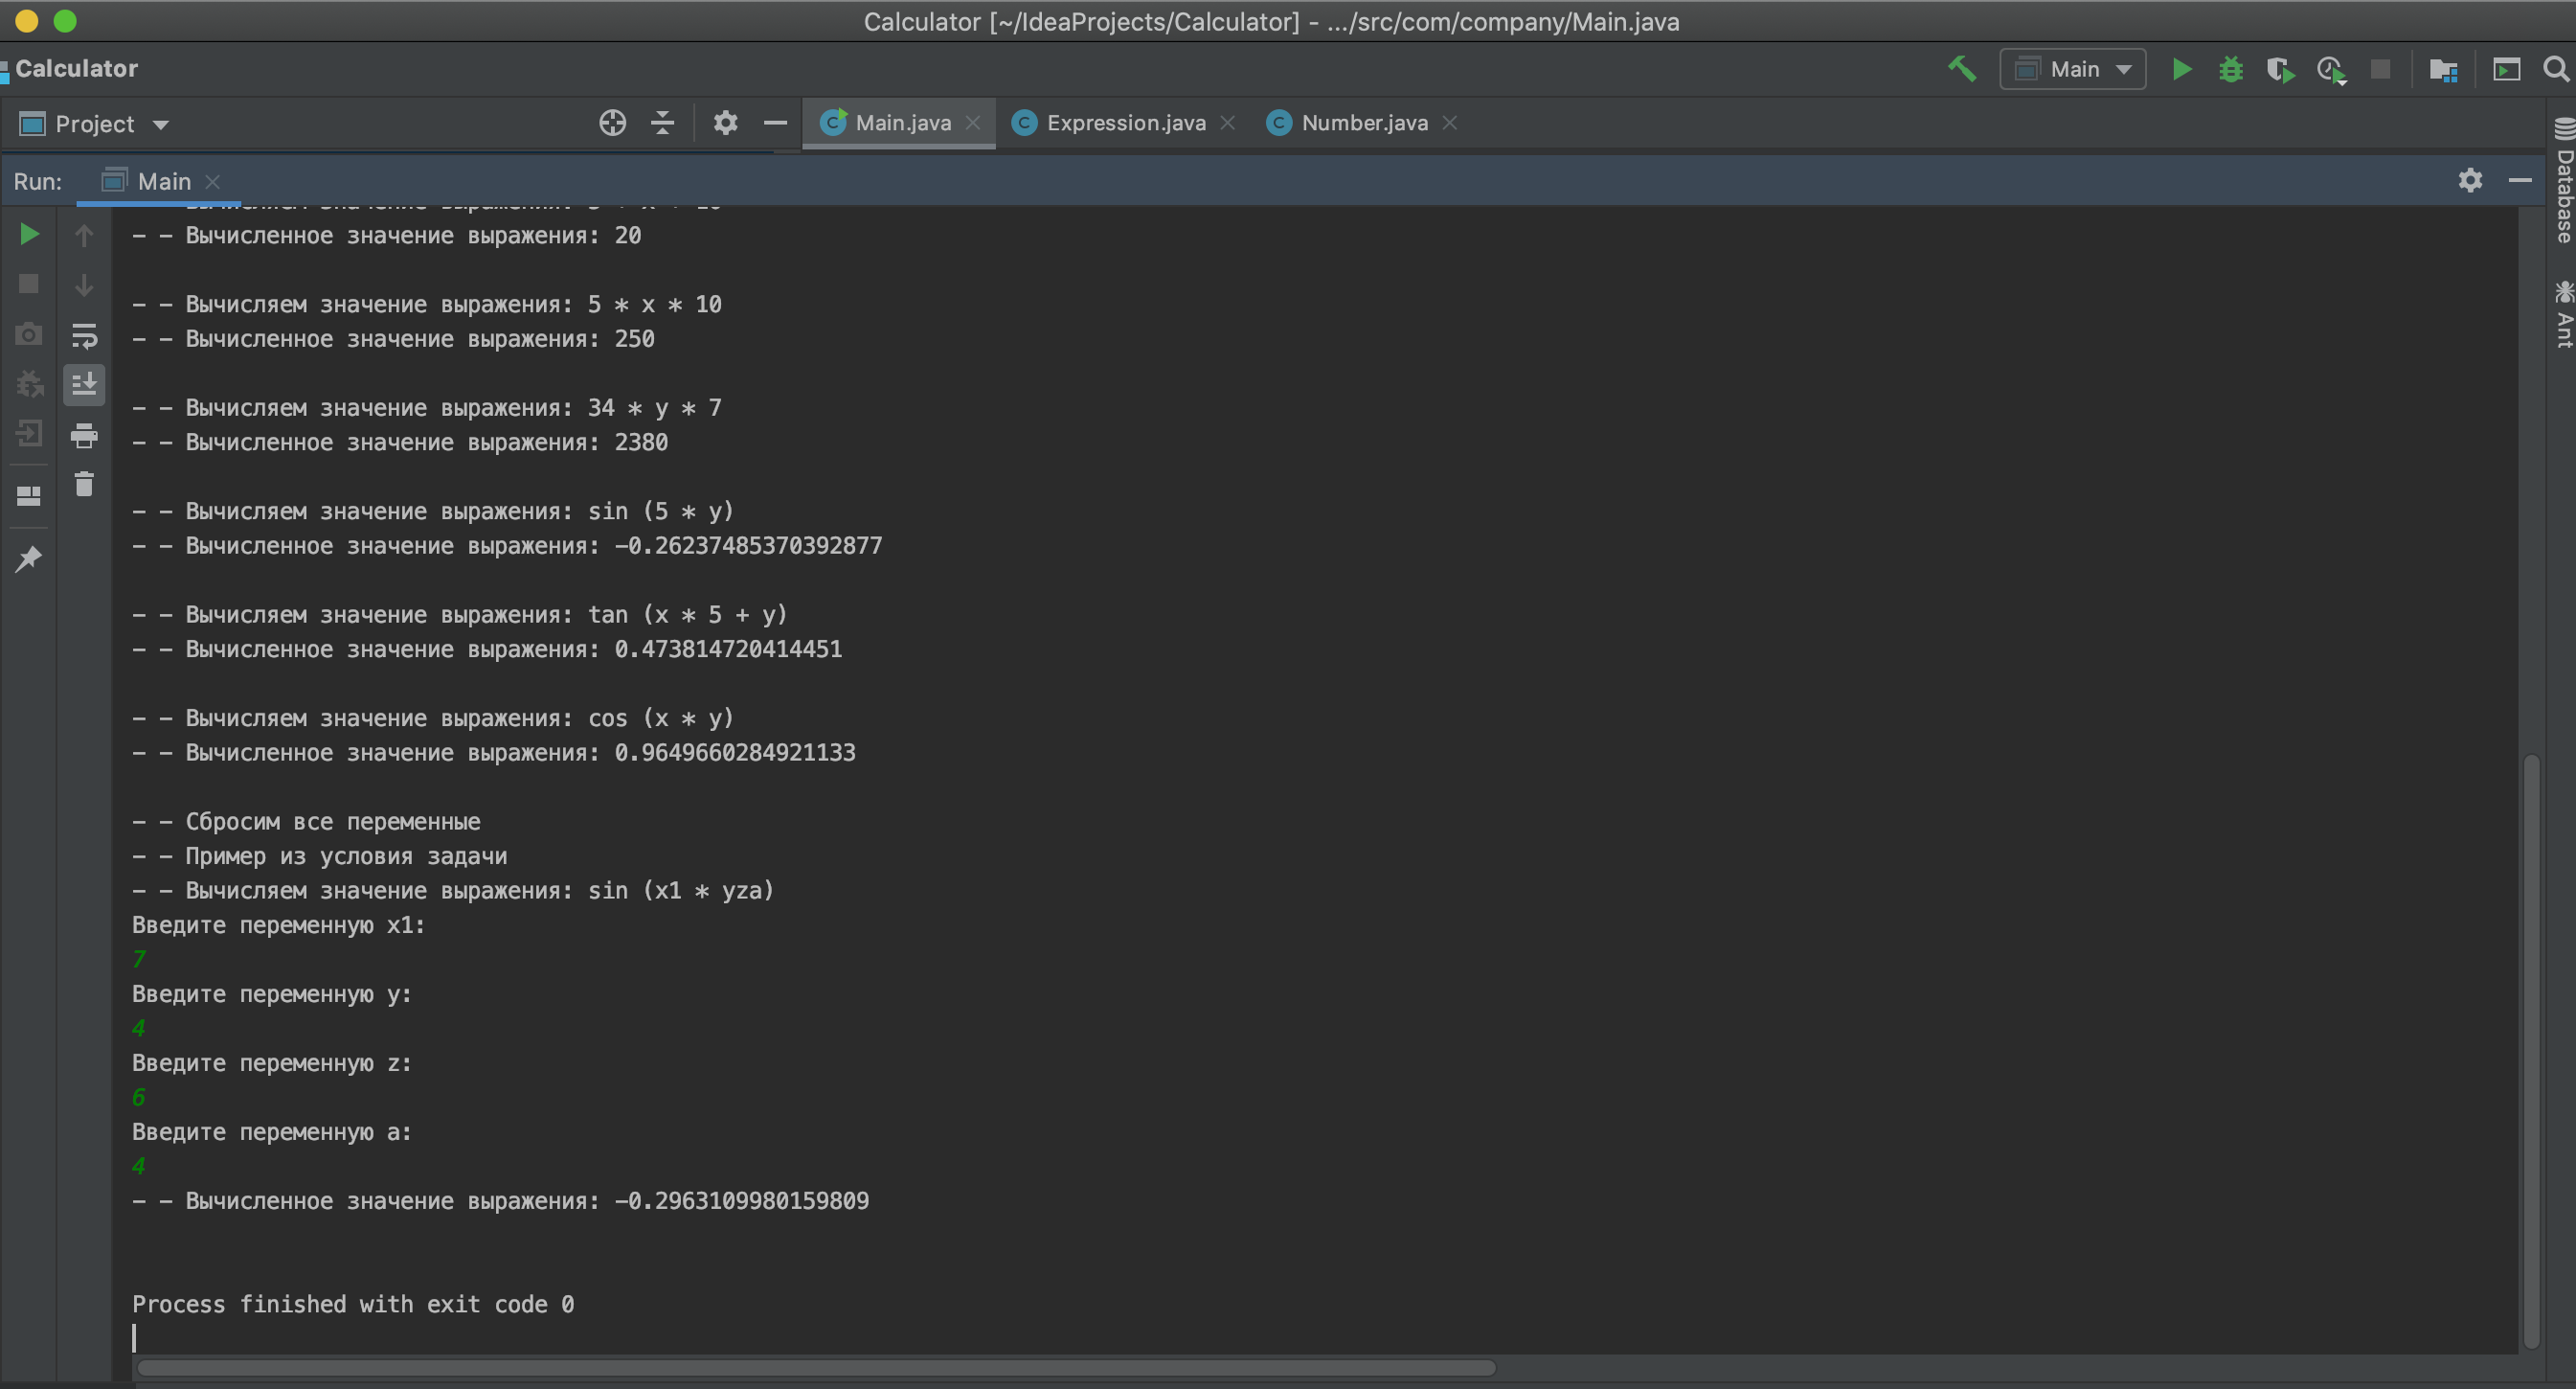 Calculator [~/IdeaProjects/Calculator] - .../src/com/company/Main.java
Calculator
Main
Project
Main.java
Expression.java
Number.java
Run:
Main
- - Вычисленное значение выражения: 20
- - Вычисляем значение выражения: 5 * x * 10
- - Вычисленное значение выражения: 250
- - Вычисляем значение выражения: 34 * y * 7
- - Вычисленное значение выражения: 2380
- - Вычисляем значение выражения: sin (5 * y)
- - Вычисленное значение выражения: -0.26237485370392877
- - Вычисляем значение выражения: tan (x * 5 + y)
- - Вычисленное значение выражения: 0.473814720414451
- - Вычисляем значение выражения: cos (x * y)
- - Вычисленное значение выражения: 0.9649660284921133
- - Сбросим все переменные
- - Пример из условия задачи
- - Вычисляем значение выражения: sin (x1 * yza)
Введите переменную x1:
7
Введите переменную y:
4
Введите переменную z:
6
Введите переменную a:
4
- - Вычисленное значение выражения: -0.2963109980159809
Process finished with exit code 0
Database
Ant